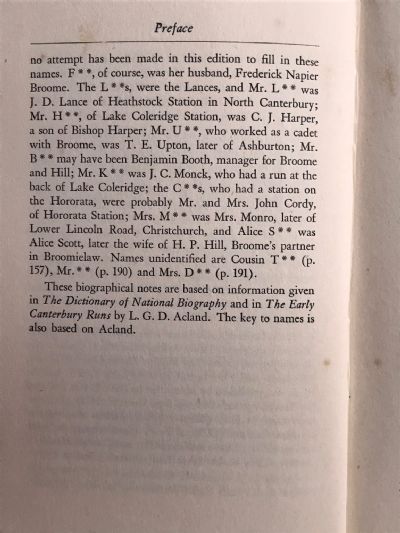 Preface
no attempt has been made in this edition to fill in these
names. F**, of course, was her husband, Frederick Napier
Broome. The L**s, were the Lances, and Mr. L** was
J. D. Lance of Heathstock Station in North Canterbury;
Mr. H**, of Lake Coleridge Station, was C. J. Harper,
a son of Bishop Harper; Mr. U**, who worked as a cadet
with Broome, was T. E. Upton, later of Ashburton; Mr.
B** may have been Benjamin Booth, manager for Broome
and Hill; Mr. K** was J. C. Monck, who had a run at the
back of Lake Coleridge; the C**s, who had a station on
the Hororata, were probably Mr. and Mrs. John Cordy,
of Hororata Station; Mrs. M** was Mrs. Monro, later of
Lower Lincoln Road, Christchurch, and Alice S** was
Alice Scott, later the wife of H. P. Hill, Broome's partner
in Broomielaw. Names unidentified are Cousin T** (p.
157), Mr.** (p. 190) and Mrs. D** (p. 191).
These biographical notes are based on information given
in The Dictionary of National Biography and in The Early
Canterbury Runs by L. G. D. Acland. The key to names is
also based on Acland.